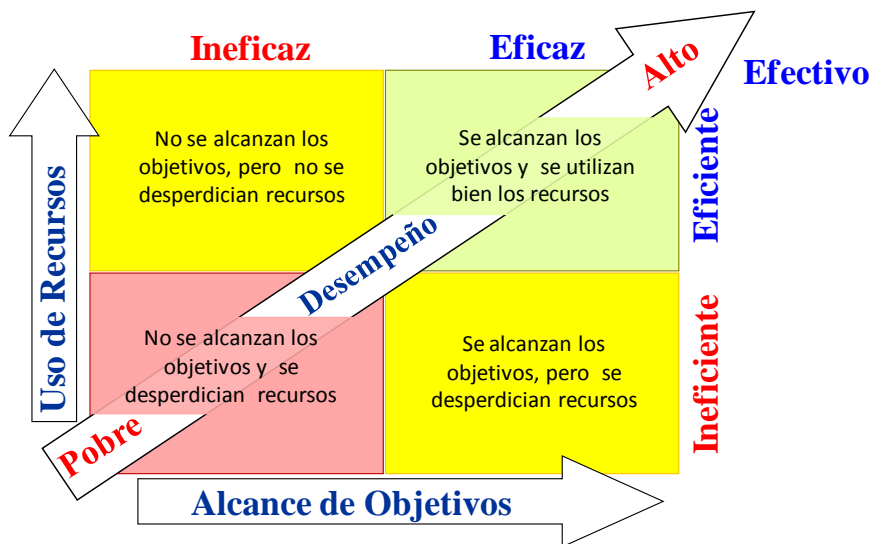 Ineficaz
Eficaz
Alto
Efectivo
No se alcanzan los
objetivos, pero no se
desperdician recursos
Se alcanzan los
objetivos y se utilizan
bien los recursos
Eficiente
Uso de Recursos
Desempeño
No se alcanzan los
objetivos y se
desperdician recursos
Se alcanzan los
objetivos, pero se
desperdician recursos
Ineficiente
Pobre
Alcance de Objetivos